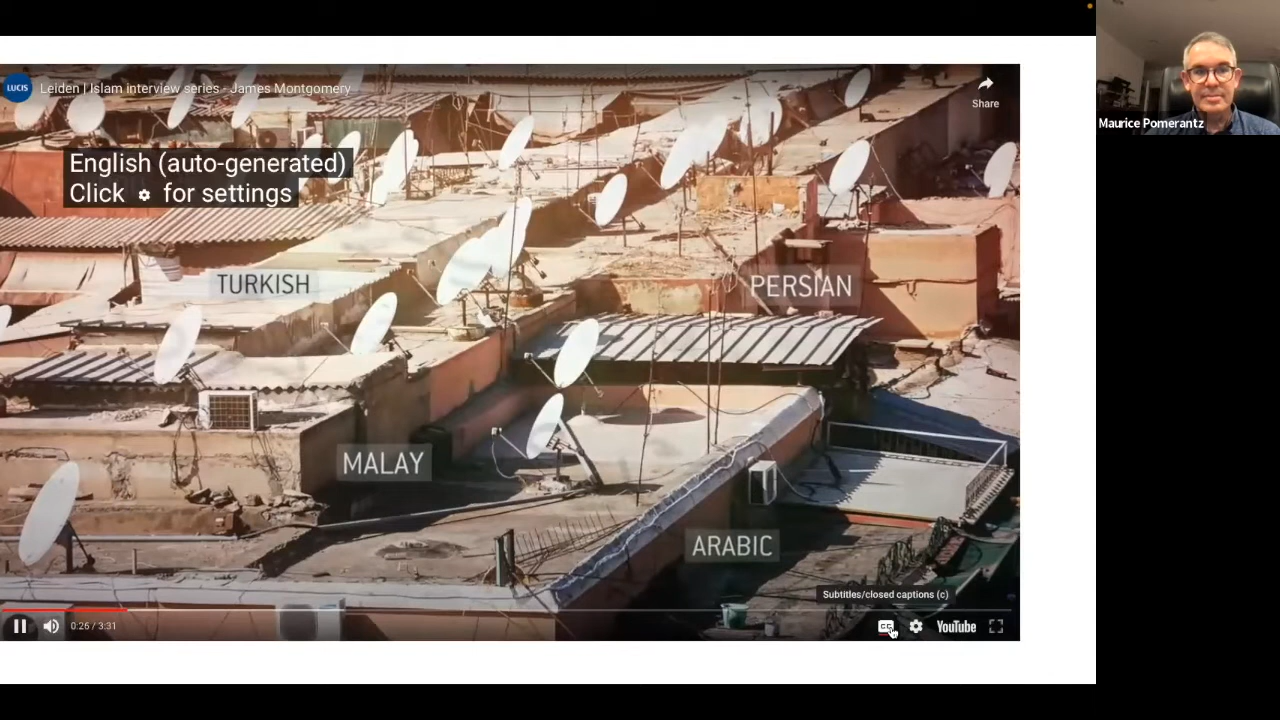 LUCIS
Leiden | Islam interview series - James Montgomery
Share
Maurice Pomerantz
English (auto-generated)
Click for settings
TURKISH
PERSIAN
MALAY
ARABIC
Subtitles/closed captions (c)
0:26 / 3:31
CC
YouTube